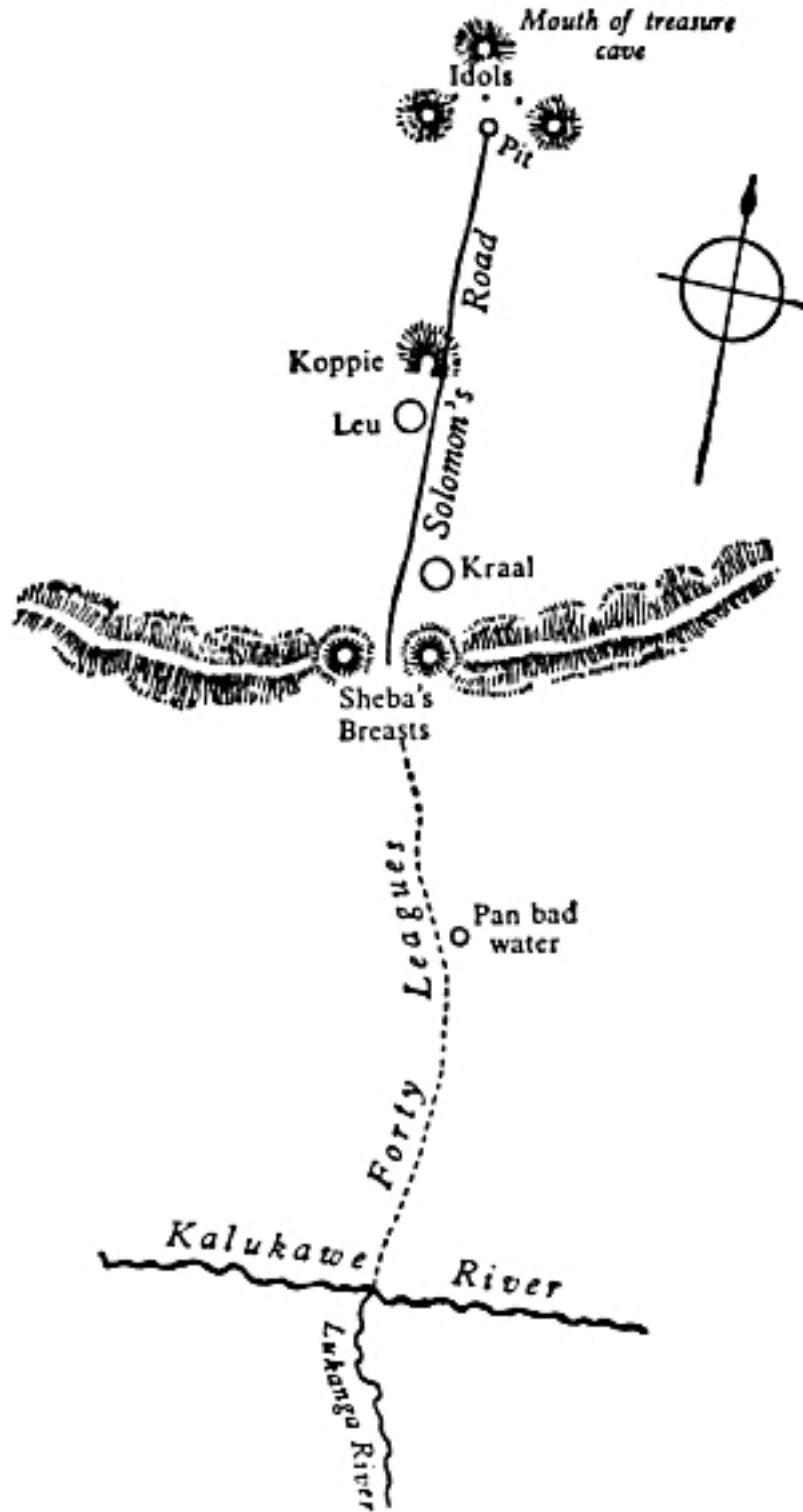 Mouth of treasure
cave
Idols
Pit
Solomon's Road
Koppie
Leu
Kraal
Sheba's
Breasts
Forty Leagues
Pan bad
water
Kalukawe River
Lukanga River